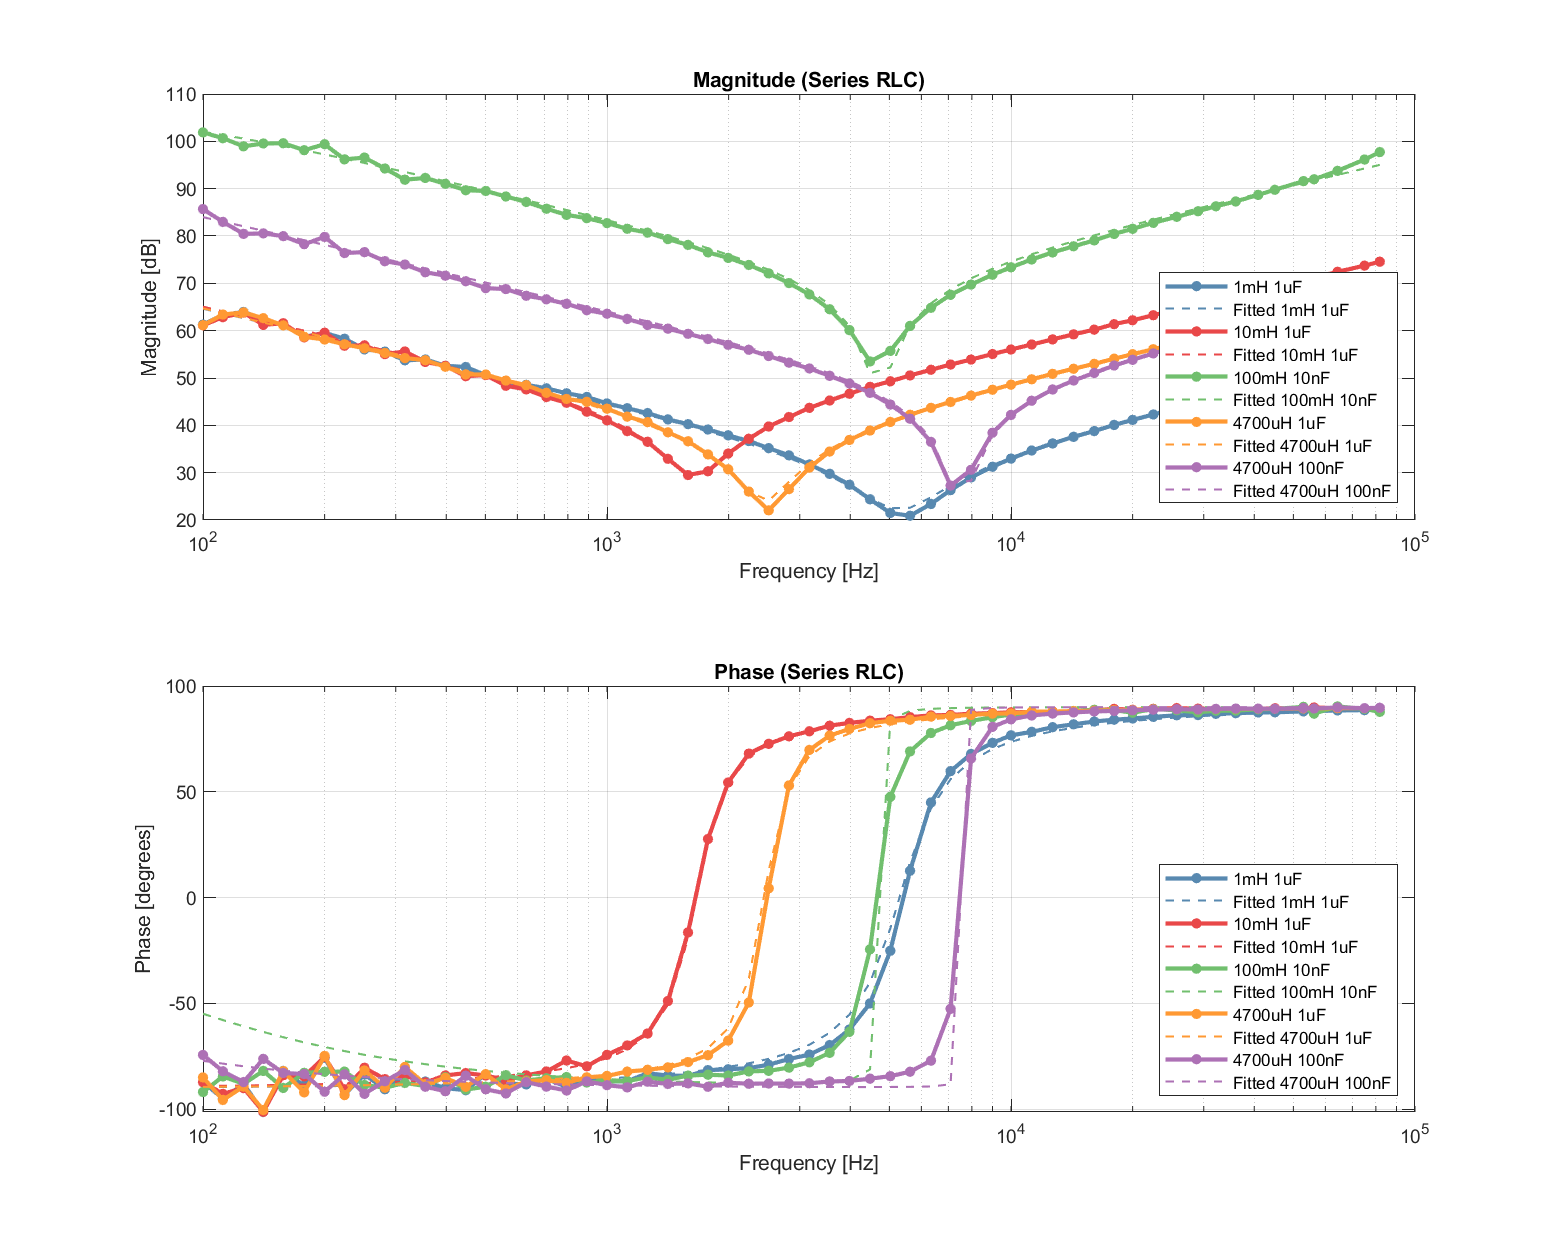 Magnitude (Series RLC)
Magnitude [dB]
110
100
90
80
70
60
50
40
30
20
10^2
10^3
10^4
10^5
Frequency [Hz]
1mH 1uF
Fitted 1mH 1uF
10mH 1uF
Fitted 10mH 1uF
100mH 10nF
Fitted 100mH 10nF
4700uH 1uF
Fitted 4700uH 1uF
4700uH 100nF
Fitted 4700uH 100nF
Phase (Series RLC)
Phase [degrees]
100
50
0
-50
-100
10^2
10^3
10^4
10^5
Frequency [Hz]
1mH 1uF
Fitted 1mH 1uF
10mH 1uF
Fitted 10mH 1uF
100mH 10nF
Fitted 100mH 10nF
4700uH 1uF
Fitted 4700uH 1uF
4700uH 100nF
Fitted 4700uH 100nF